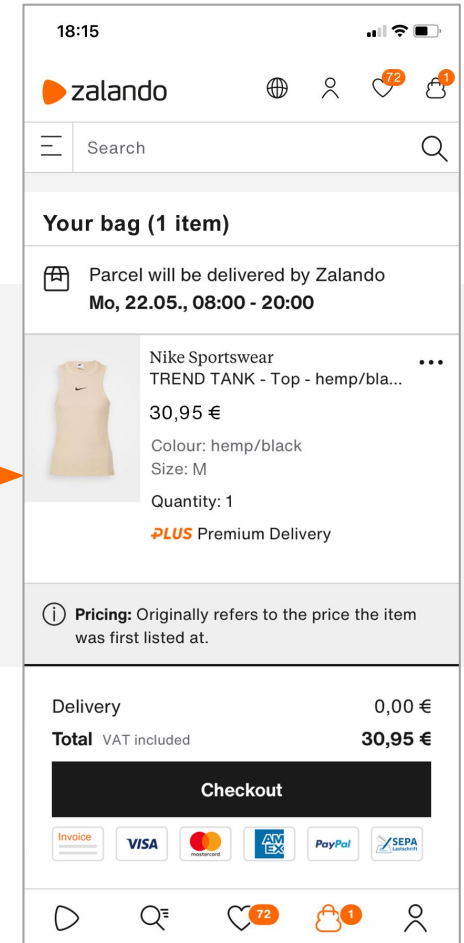 18:15
zalando
72
1
Search
Your bag (1 item)
Parcel will be delivered by Zalando
Mo, 22.05., 08:00 - 20:00
Nike Sportswear
TREND TANK - Top - hemp/bla...
30,95 €
Colour: hemp/black
Size: M
Quantity: 1
PLUS Premium Delivery
Pricing: Originally refers to the price the item
was first listed at.
Delivery 0,00 €
Total VAT included 30,95 €
Checkout
Invoice VISA mastercard AMEX PayPal SEPA Lastschrift
72 1